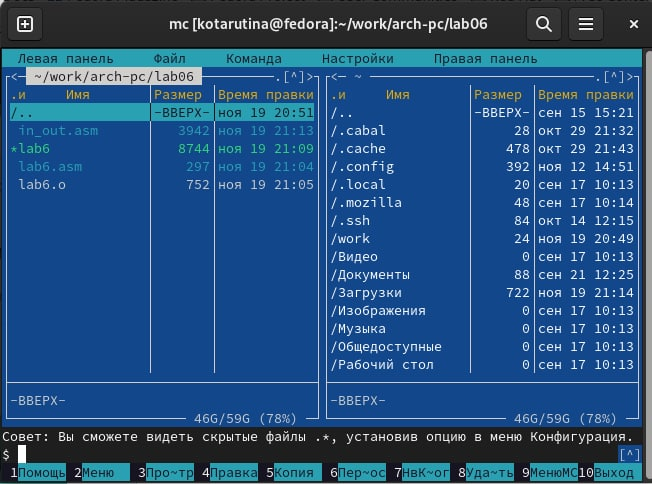 mc [kotarutina@fedora]:~/work/arch-pc/lab06
Левая панель Файл Команда Настройки Правая панель
<— ~/work/arch-pc/lab06 .[^]> <— ~ .[^]>
.и Имя Размер Время правки .и Имя Размер Время правки
/.. –ВВЕРХ– ноя 19 20:51 /.. –ВВЕРХ– сен 15 15:21
in_out.asm 3942 ноя 19 21:13 /.cabal 28 окт 29 21:32
*lab6 8744 ноя 19 21:09 /.cache 478 окт 29 21:43
lab6.asm 297 ноя 19 21:04 /.config 392 ноя 12 14:51
lab6.o 752 ноя 19 21:05 /.local 20 сен 17 10:13
/.mozilla 48 сен 17 10:14
/.ssh 84 окт 14 12:15
/work 24 ноя 19 20:49
/Видео 0 сен 17 10:13
/Документы 88 сен 21 12:25
/Загрузки 722 ноя 19 21:14
/Изображения 0 сен 17 10:13
/Музыка 0 сен 17 10:13
/Общедоступные 0 сен 17 10:13
/Рабочий стол 0 сен 17 10:13
–ВВЕРХ– –ВВЕРХ–
46G/59G (78%) 46G/59G (78%)
Совет: Вы сможете видеть скрытые файлы .*, установив опцию в меню Конфигурация.
$ [^]
1Помощь 2Меню 3Про~тр 4Правка 5Копия 6Пер~ос 7НвК~ог 8Уда~ть 9МенюMC 10Выход